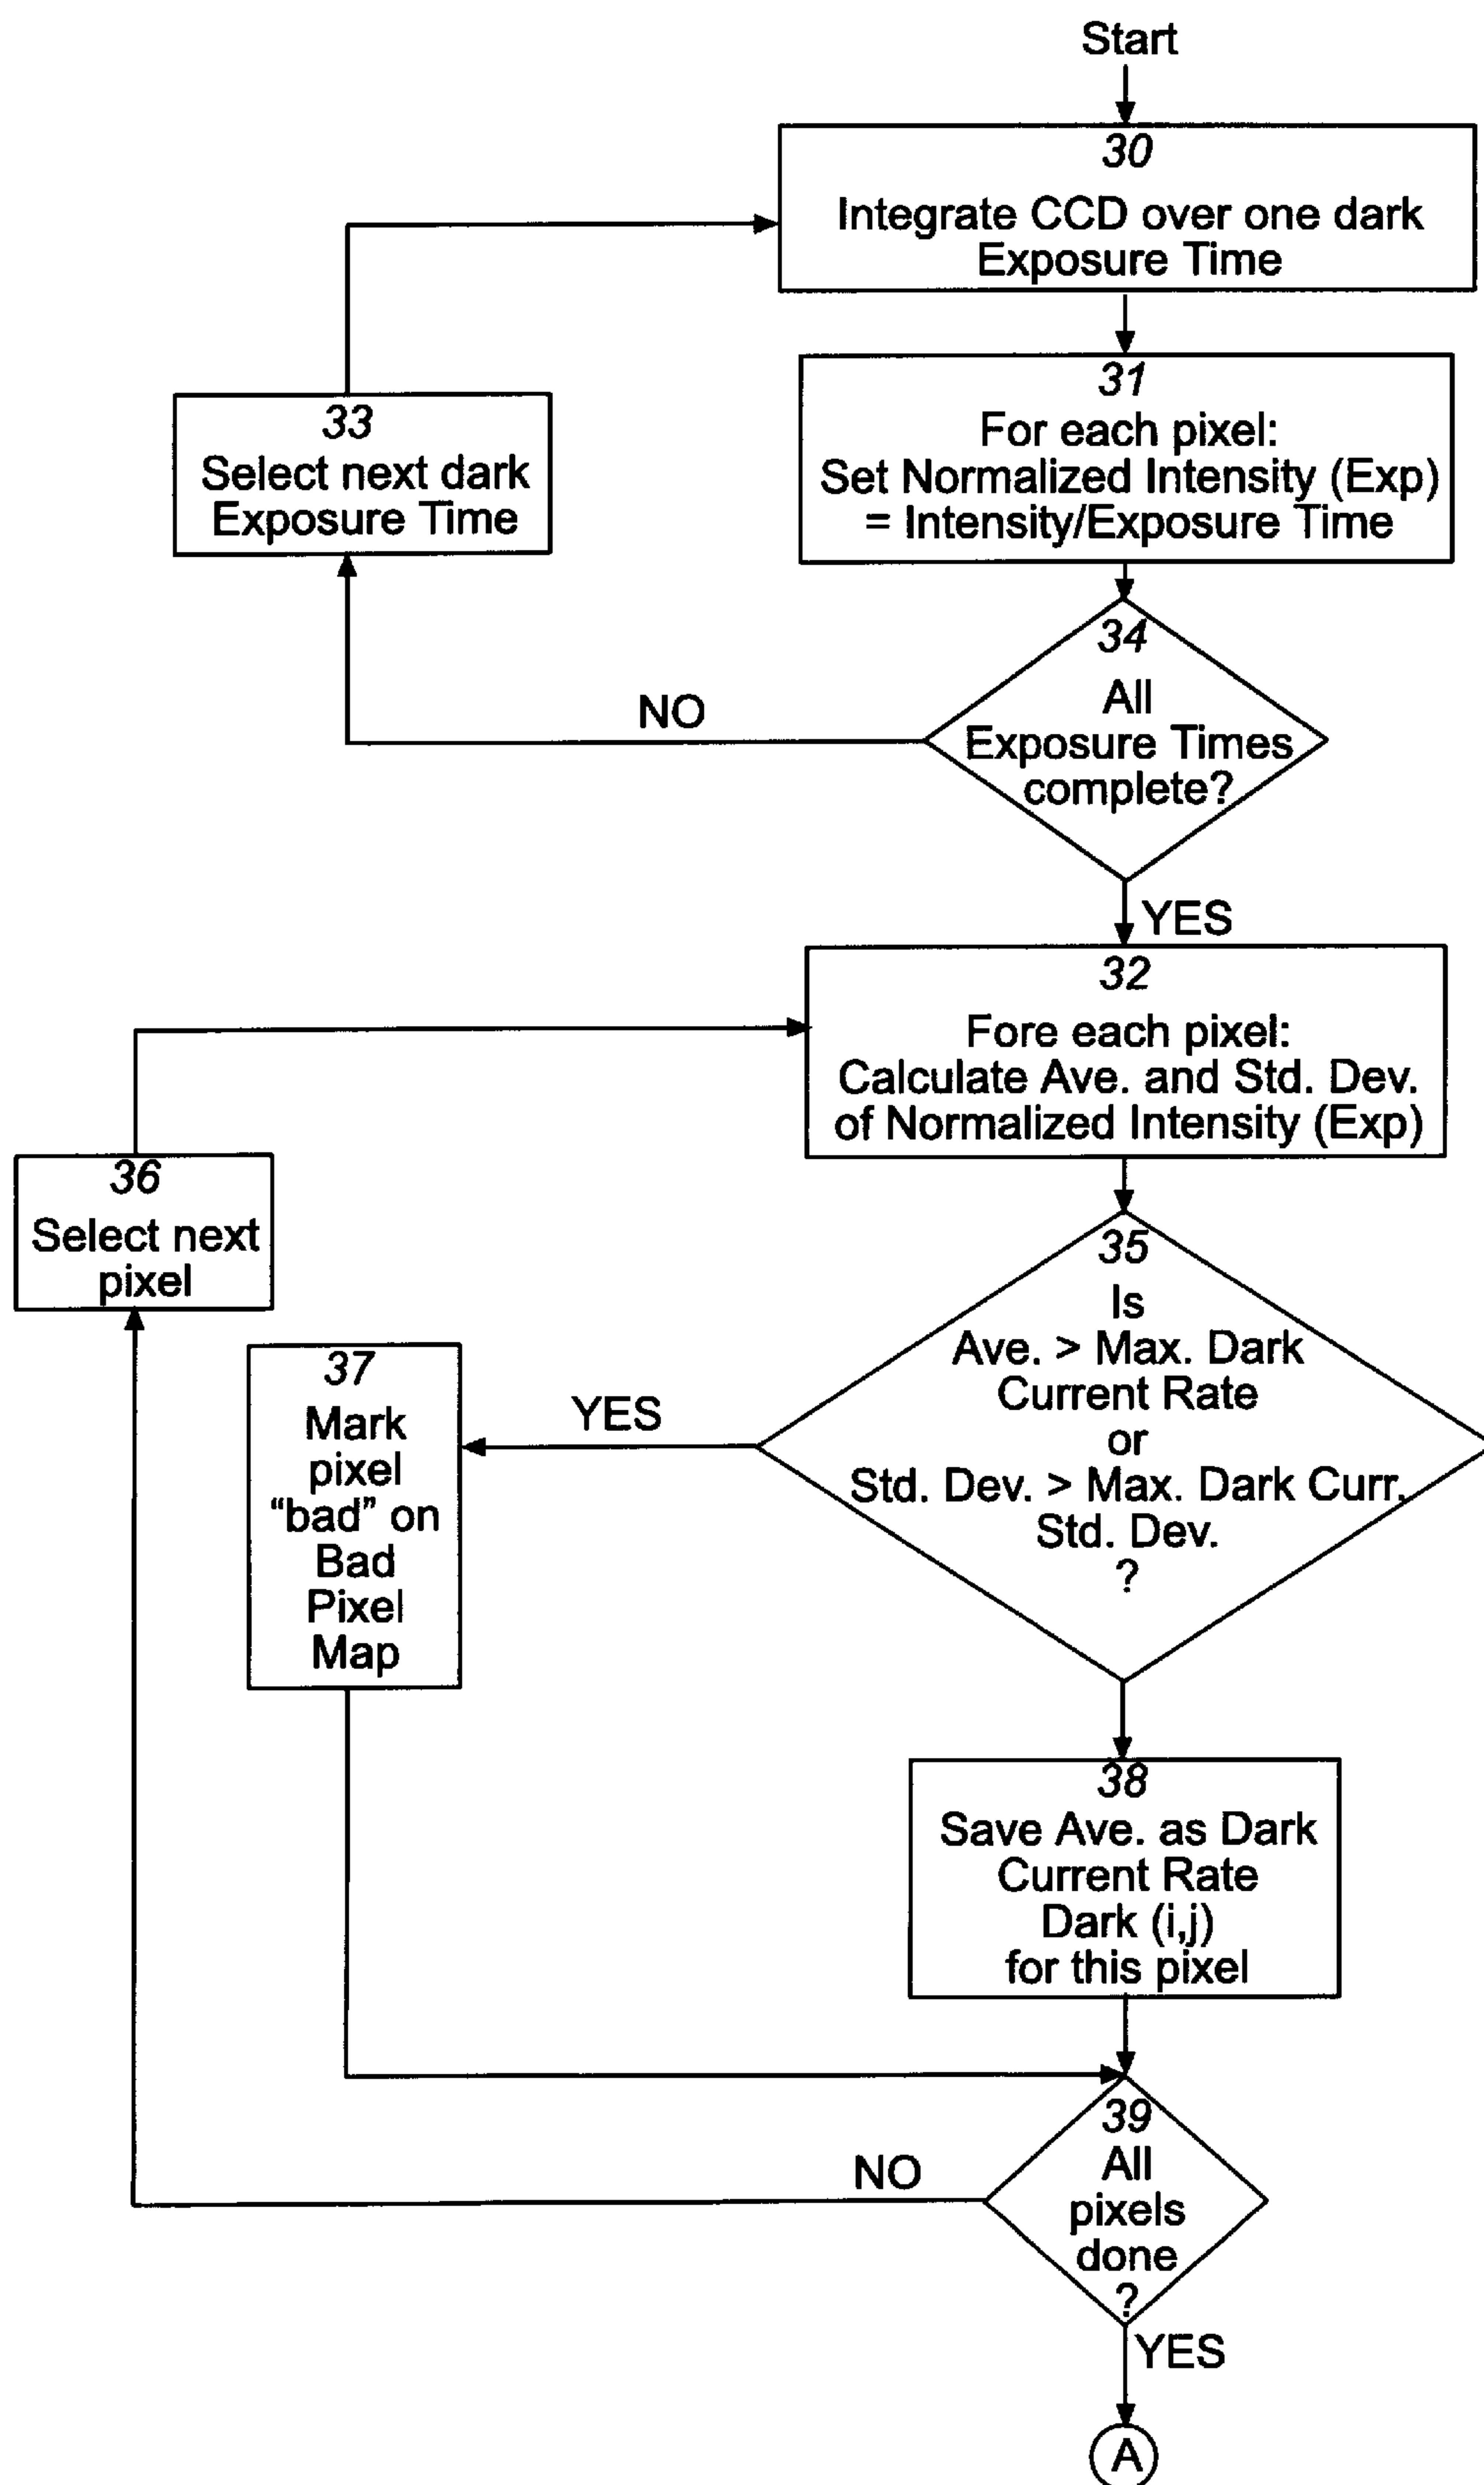 Start
30
Integrate CCD over one dark
Exposure Time
31
For each pixel:
Set Normalized Intensity (Exp)
= Intensity/Exposure Time
33
Select next dark
Exposure Time
34
All
Exposure Times
complete?
NO
YES
32
Fore each pixel:
Calculate Ave. and Std. Dev.
of Normalized Intensity (Exp)
36
Select next
pixel
35
Is
Ave. > Max. Dark
Current Rate
or
Std. Dev. > Max. Dark Curr.
Std. Dev.
?
YES
37
Mark
pixel
“bad” on
Bad
Pixel
Map
38
Save Ave. as Dark
Current Rate
Dark (i,j)
for this pixel
39
All
pixels
done
?
NO
YES
A